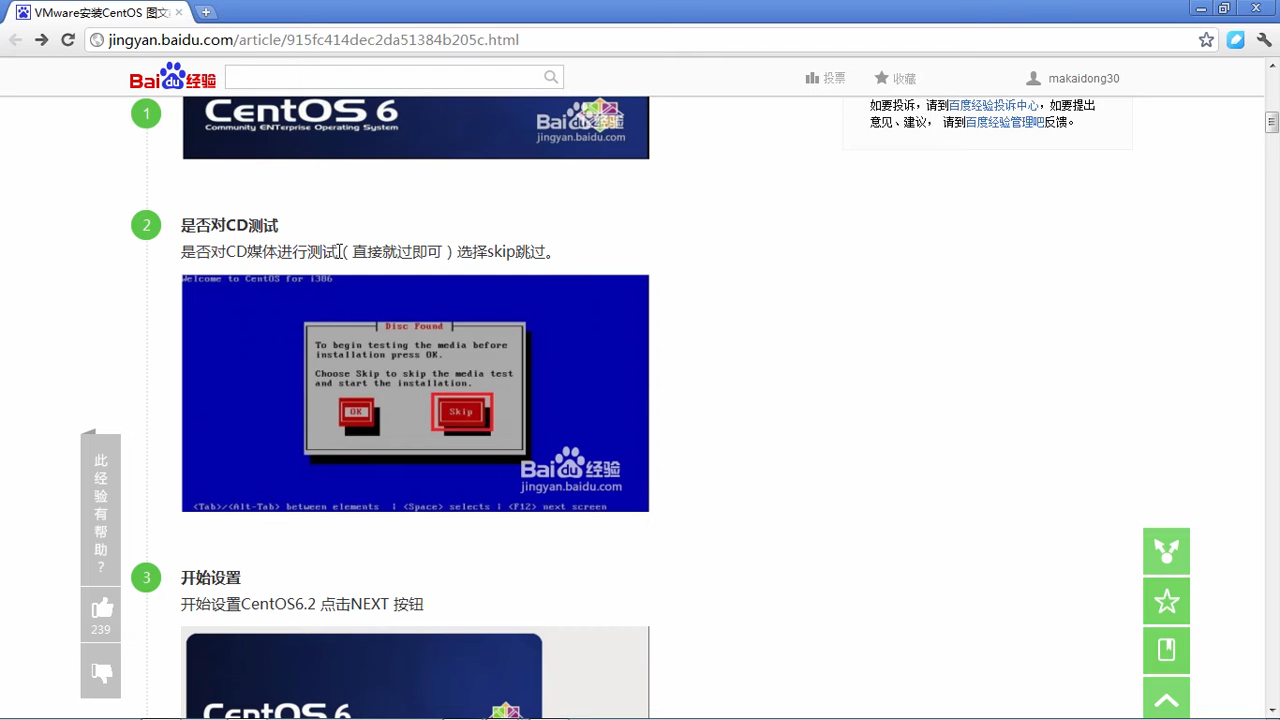 VMware安装CentOS 图文
jingyan.baidu.com/article/915fc414dec2da51384b205c.html
Bai du 经验
投票
收藏
makaidong30
1
CentOS 6
Community ENTerprise Operating System
Bai du 经验
jingyan.baidu.com
如要投诉，请到百度经验投诉中心，如要提出
意见、建议， 请到百度经验管理吧反馈。
2
是否对CD测试
是否对CD媒体进行测试（直接就过即可）选择skip跳过。
Welcome to CentOS for i386
Disc Found
To begin testing the media before
installation press OK.
Choose Skip to skip the media test
and start the installation.
OK
Skip
Bai du 经验
jingyan.baidu.com
<Tab>/<Alt-Tab> between elements | <Space> selects | <F12> next screen
此经验有帮助？
239
3
开始设置
开始设置CentOS6.2 点击NEXT 按钮
CentOS 6